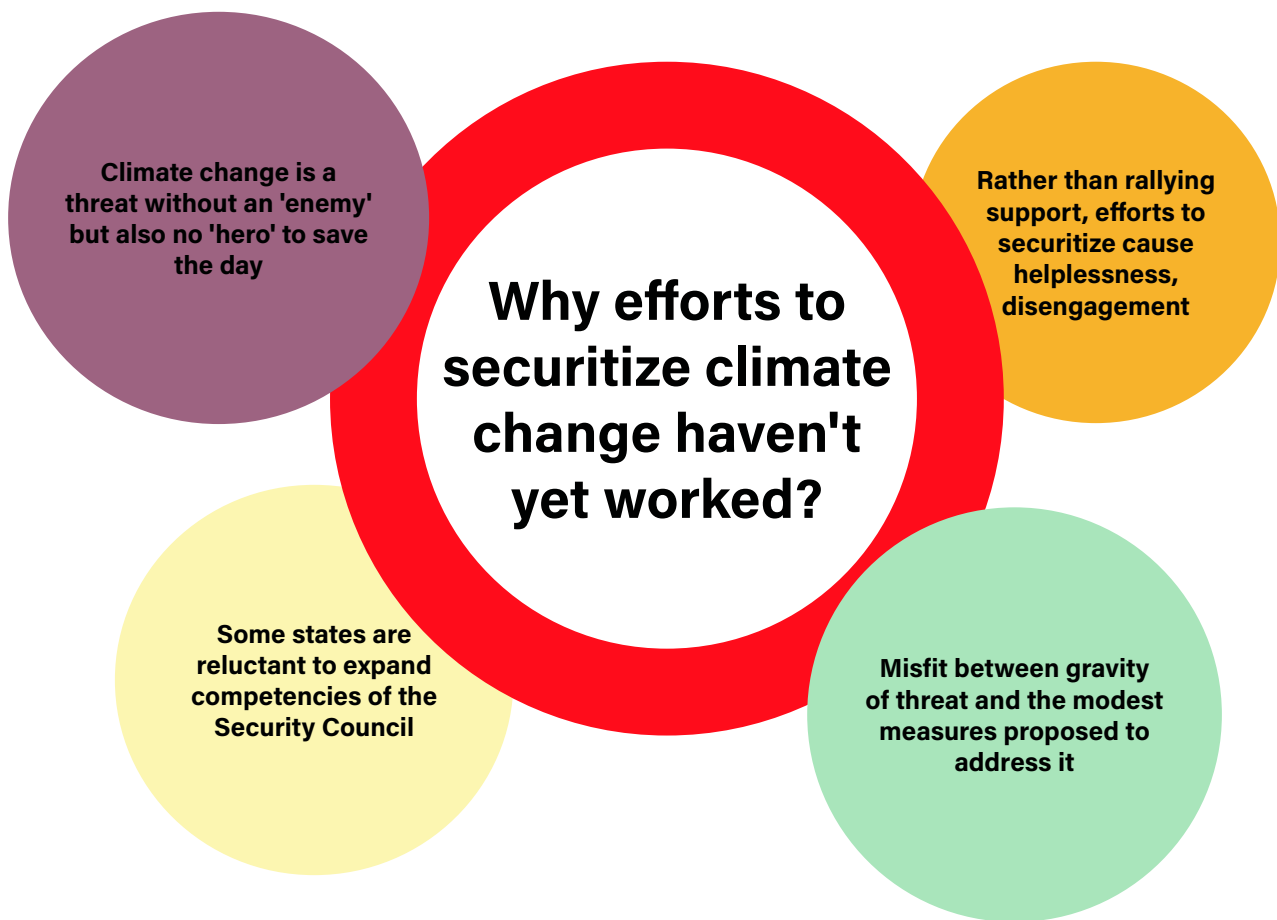 Climate change is a
threat without an 'enemy'
but also no 'hero' to save
the day
Rather than rallying
support, efforts to
securitize cause
helplessness,
disengagement
Why efforts to
securitize climate
change haven't
yet worked?
Some states are
reluctant to expand
competencies of the
Security Council
Misfit between gravity
of threat and the modest
measures proposed to
address it